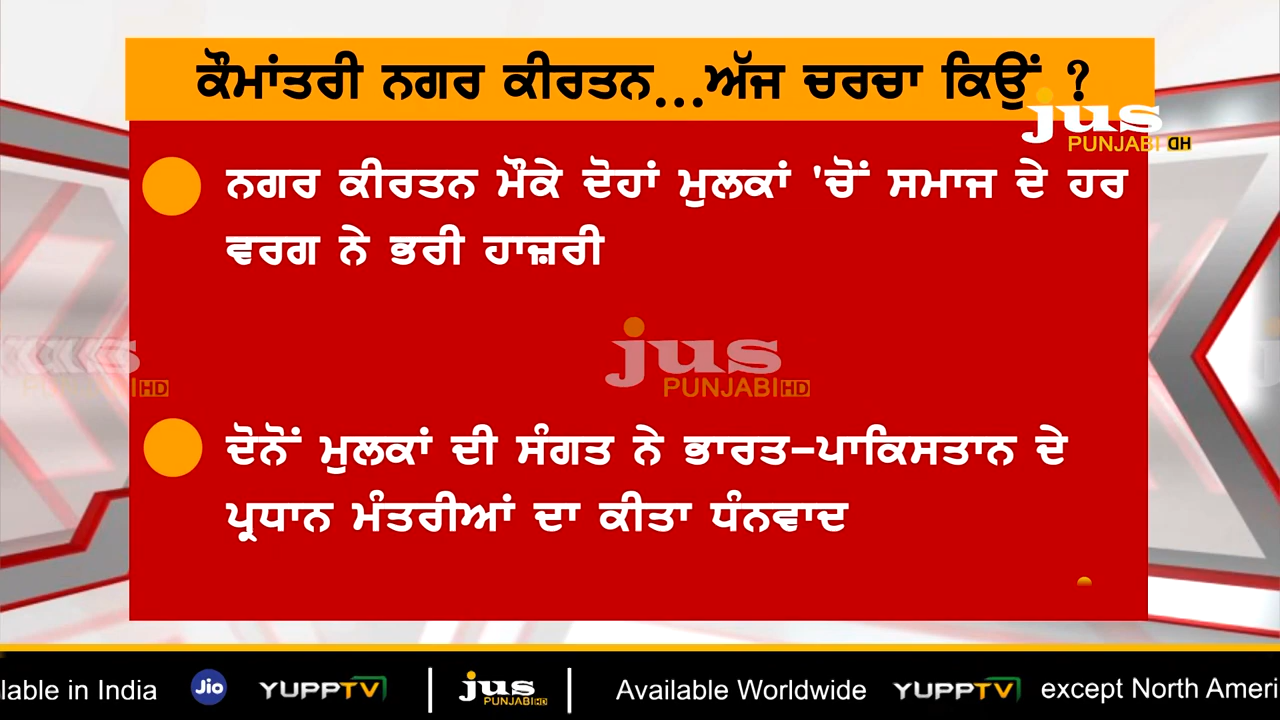 ਕੌਮਾਂਤਰੀ ਨਗਰ ਕੀਰਤਨ...ਅੱਜ ਚਰਚਾ ਕਿਉਂ ?
jus
PUNJABI HD
ਨਗਰ ਕੀਰਤਨ ਮੌਕੇ ਦੋਹਾਂ ਮੁਲਕਾਂ 'ਚੋਂ ਸਮਾਜ ਦੇ ਹਰ
ਵਰਗ ਨੇ ਭਰੀ ਹਾਜ਼ਰੀ
jus
PUNJABI HD
ਦੋਨੋਂ ਮੁਲਕਾਂ ਦੀ ਸੰਗਤ ਨੇ ਭਾਰਤ-ਪਾਕਿਸਤਾਨ ਦੇ
ਪ੍ਰਧਾਨ ਮੰਤਰੀਆਂ ਦਾ ਕੀਤਾ ਧੰਨਵਾਦ
lable in India Jio YUPPTV jus PUNJABI HD Available Worldwide YUPPTV except North Ameri